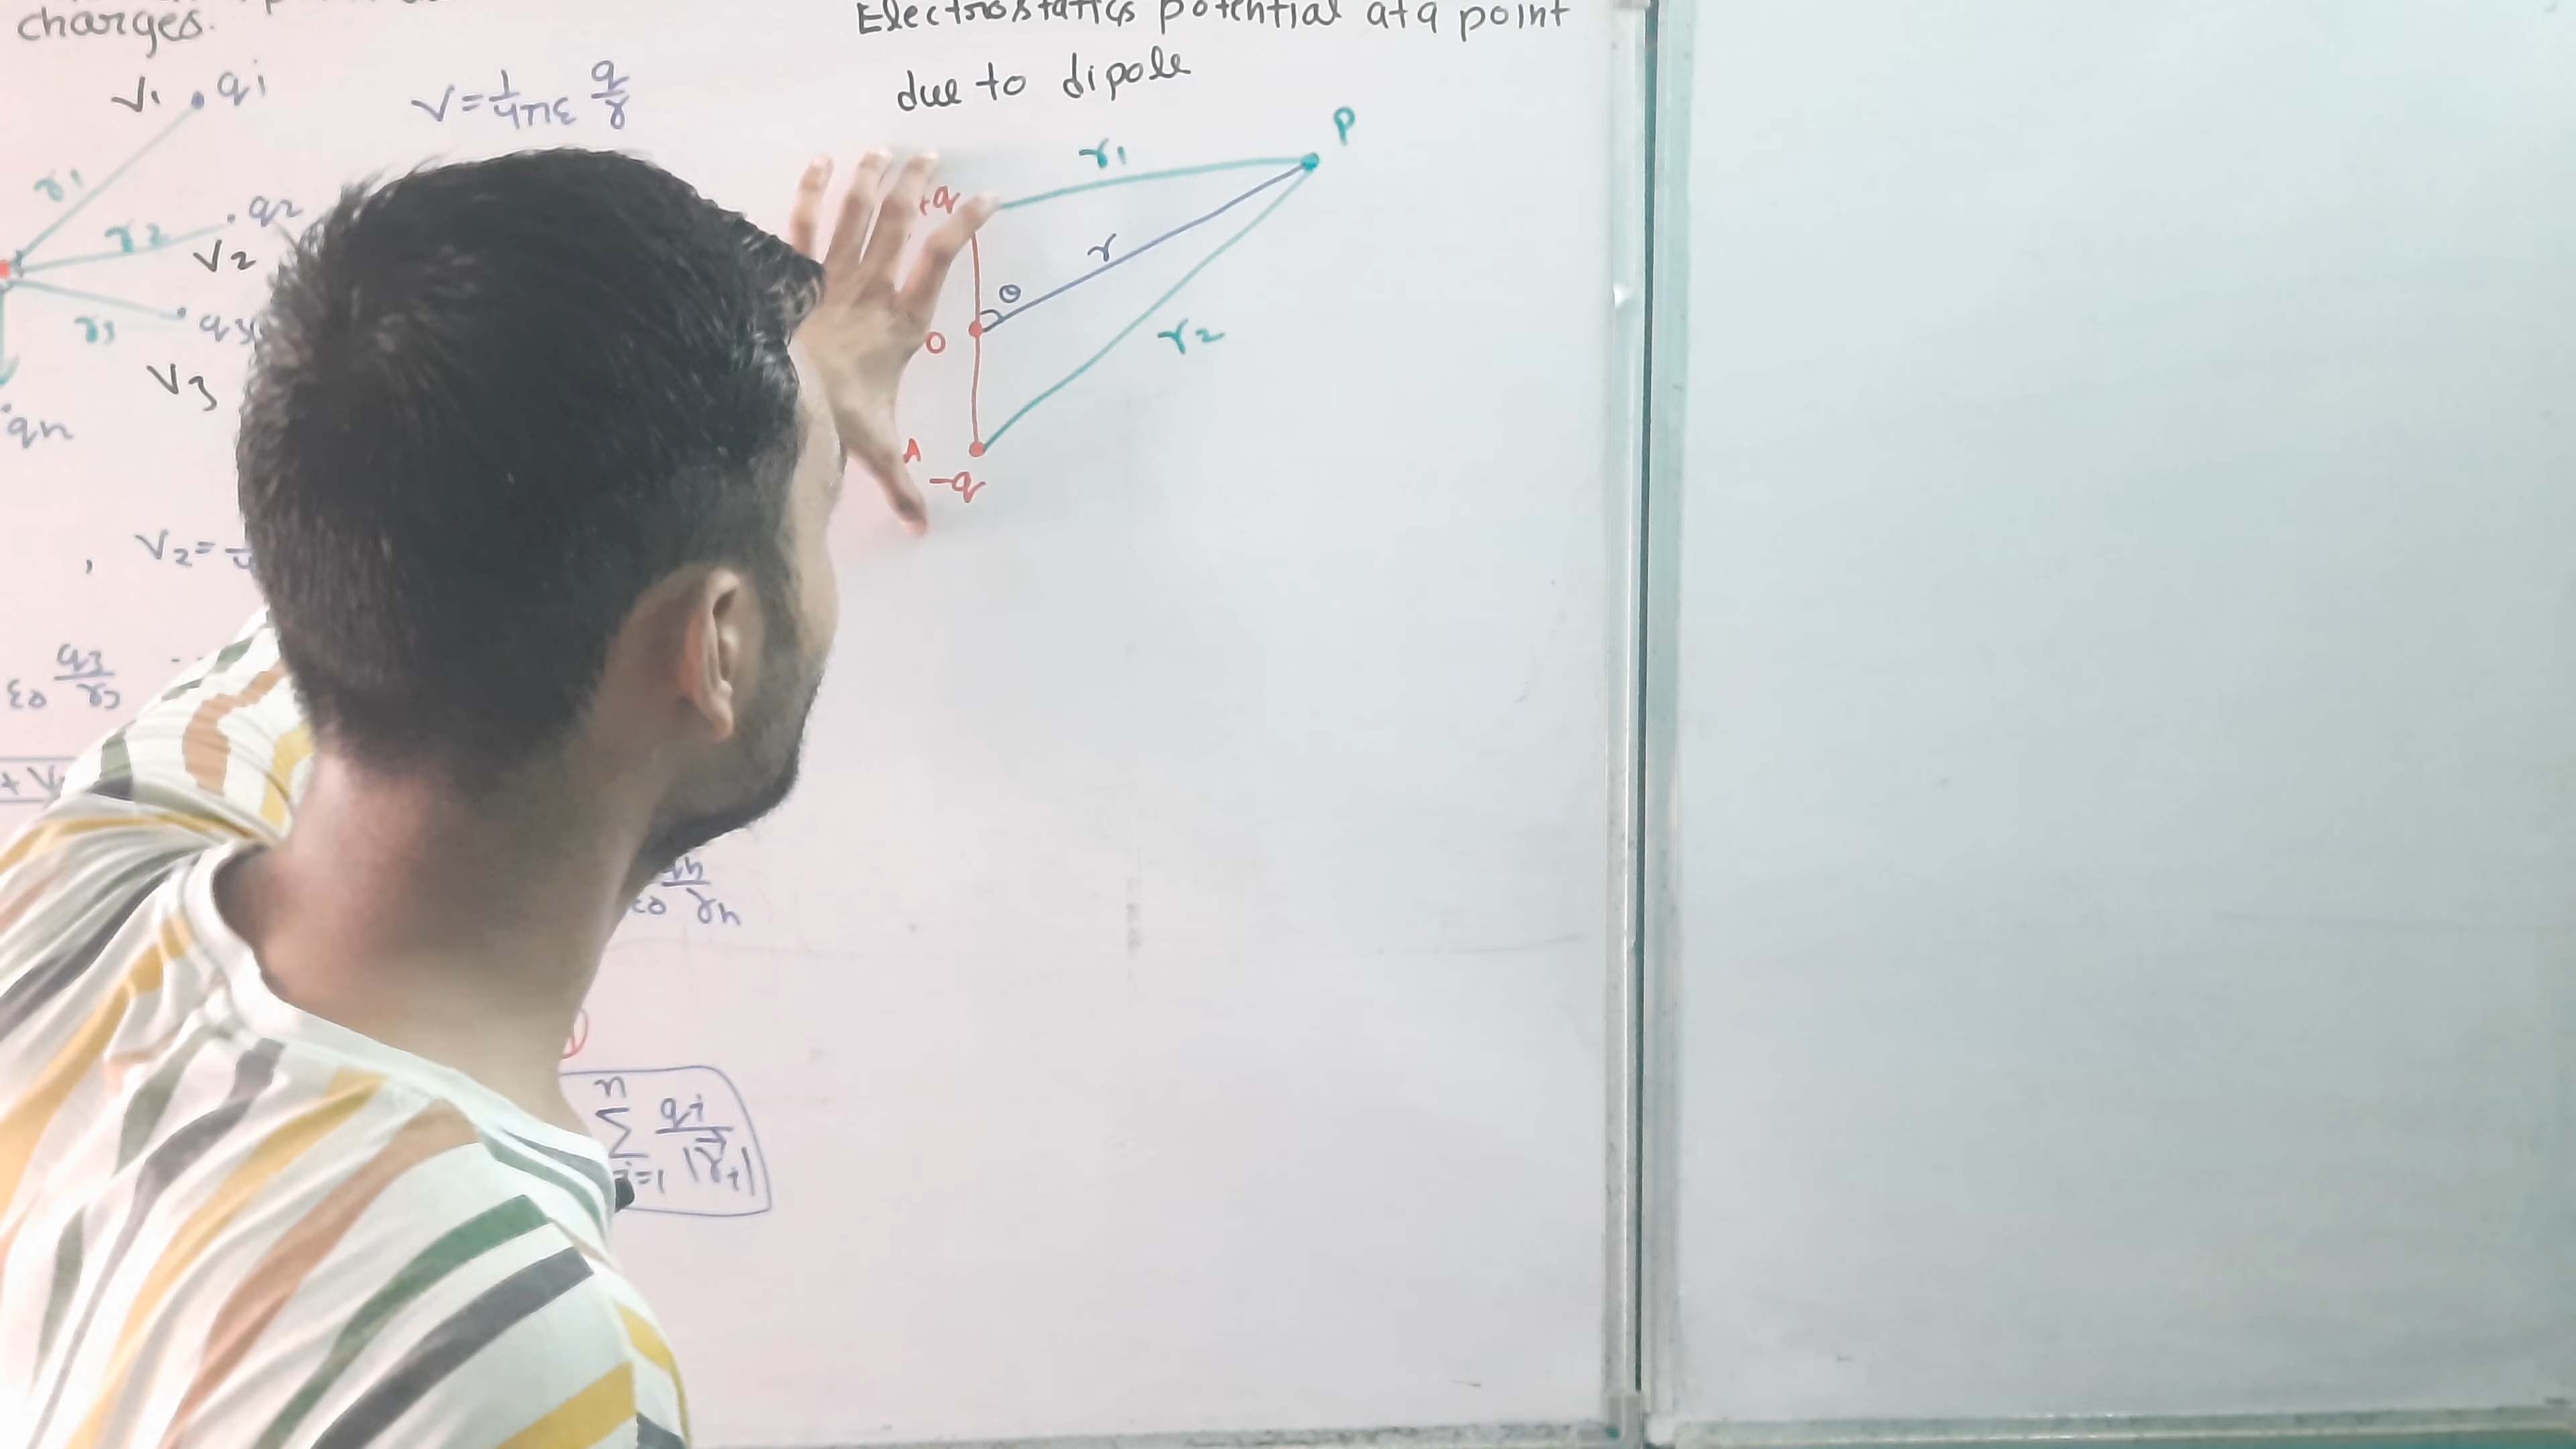 charges.
V1 q1
r1
r2 q2
V2
r3 q3
V3
qn
V = 1/4πε q/r
, V2 =
ε0 q3/r3
+ V
ε0 qn/rn
n
Σ qi/|r⃗i|
i=1
Electrostatics potential at a point
due to dipole
P
r1
+q
r
θ
O
r2
A
-q